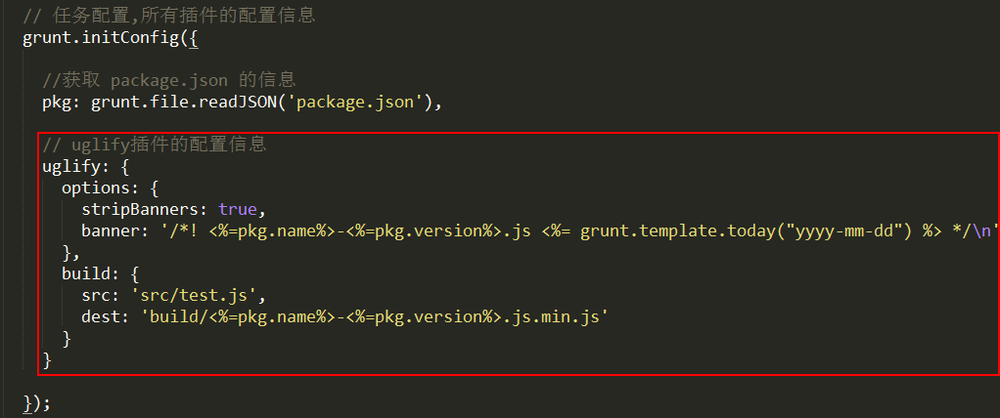 // 任务配置,所有插件的配置信息
grunt.initConfig({
//获取 package.json 的信息
pkg: grunt.file.readJSON('package.json'),
// uglify插件的配置信息
uglify: {
options: {
stripBanners: true,
banner: '/*! <%=pkg.name%>-<%=pkg.version%>.js <%= grunt.template.today("yyyy-mm-dd") %> */\n'
},
build: {
src: 'src/test.js',
dest: 'build/<%=pkg.name%>-<%=pkg.version%>.js.min.js'
}
}
});